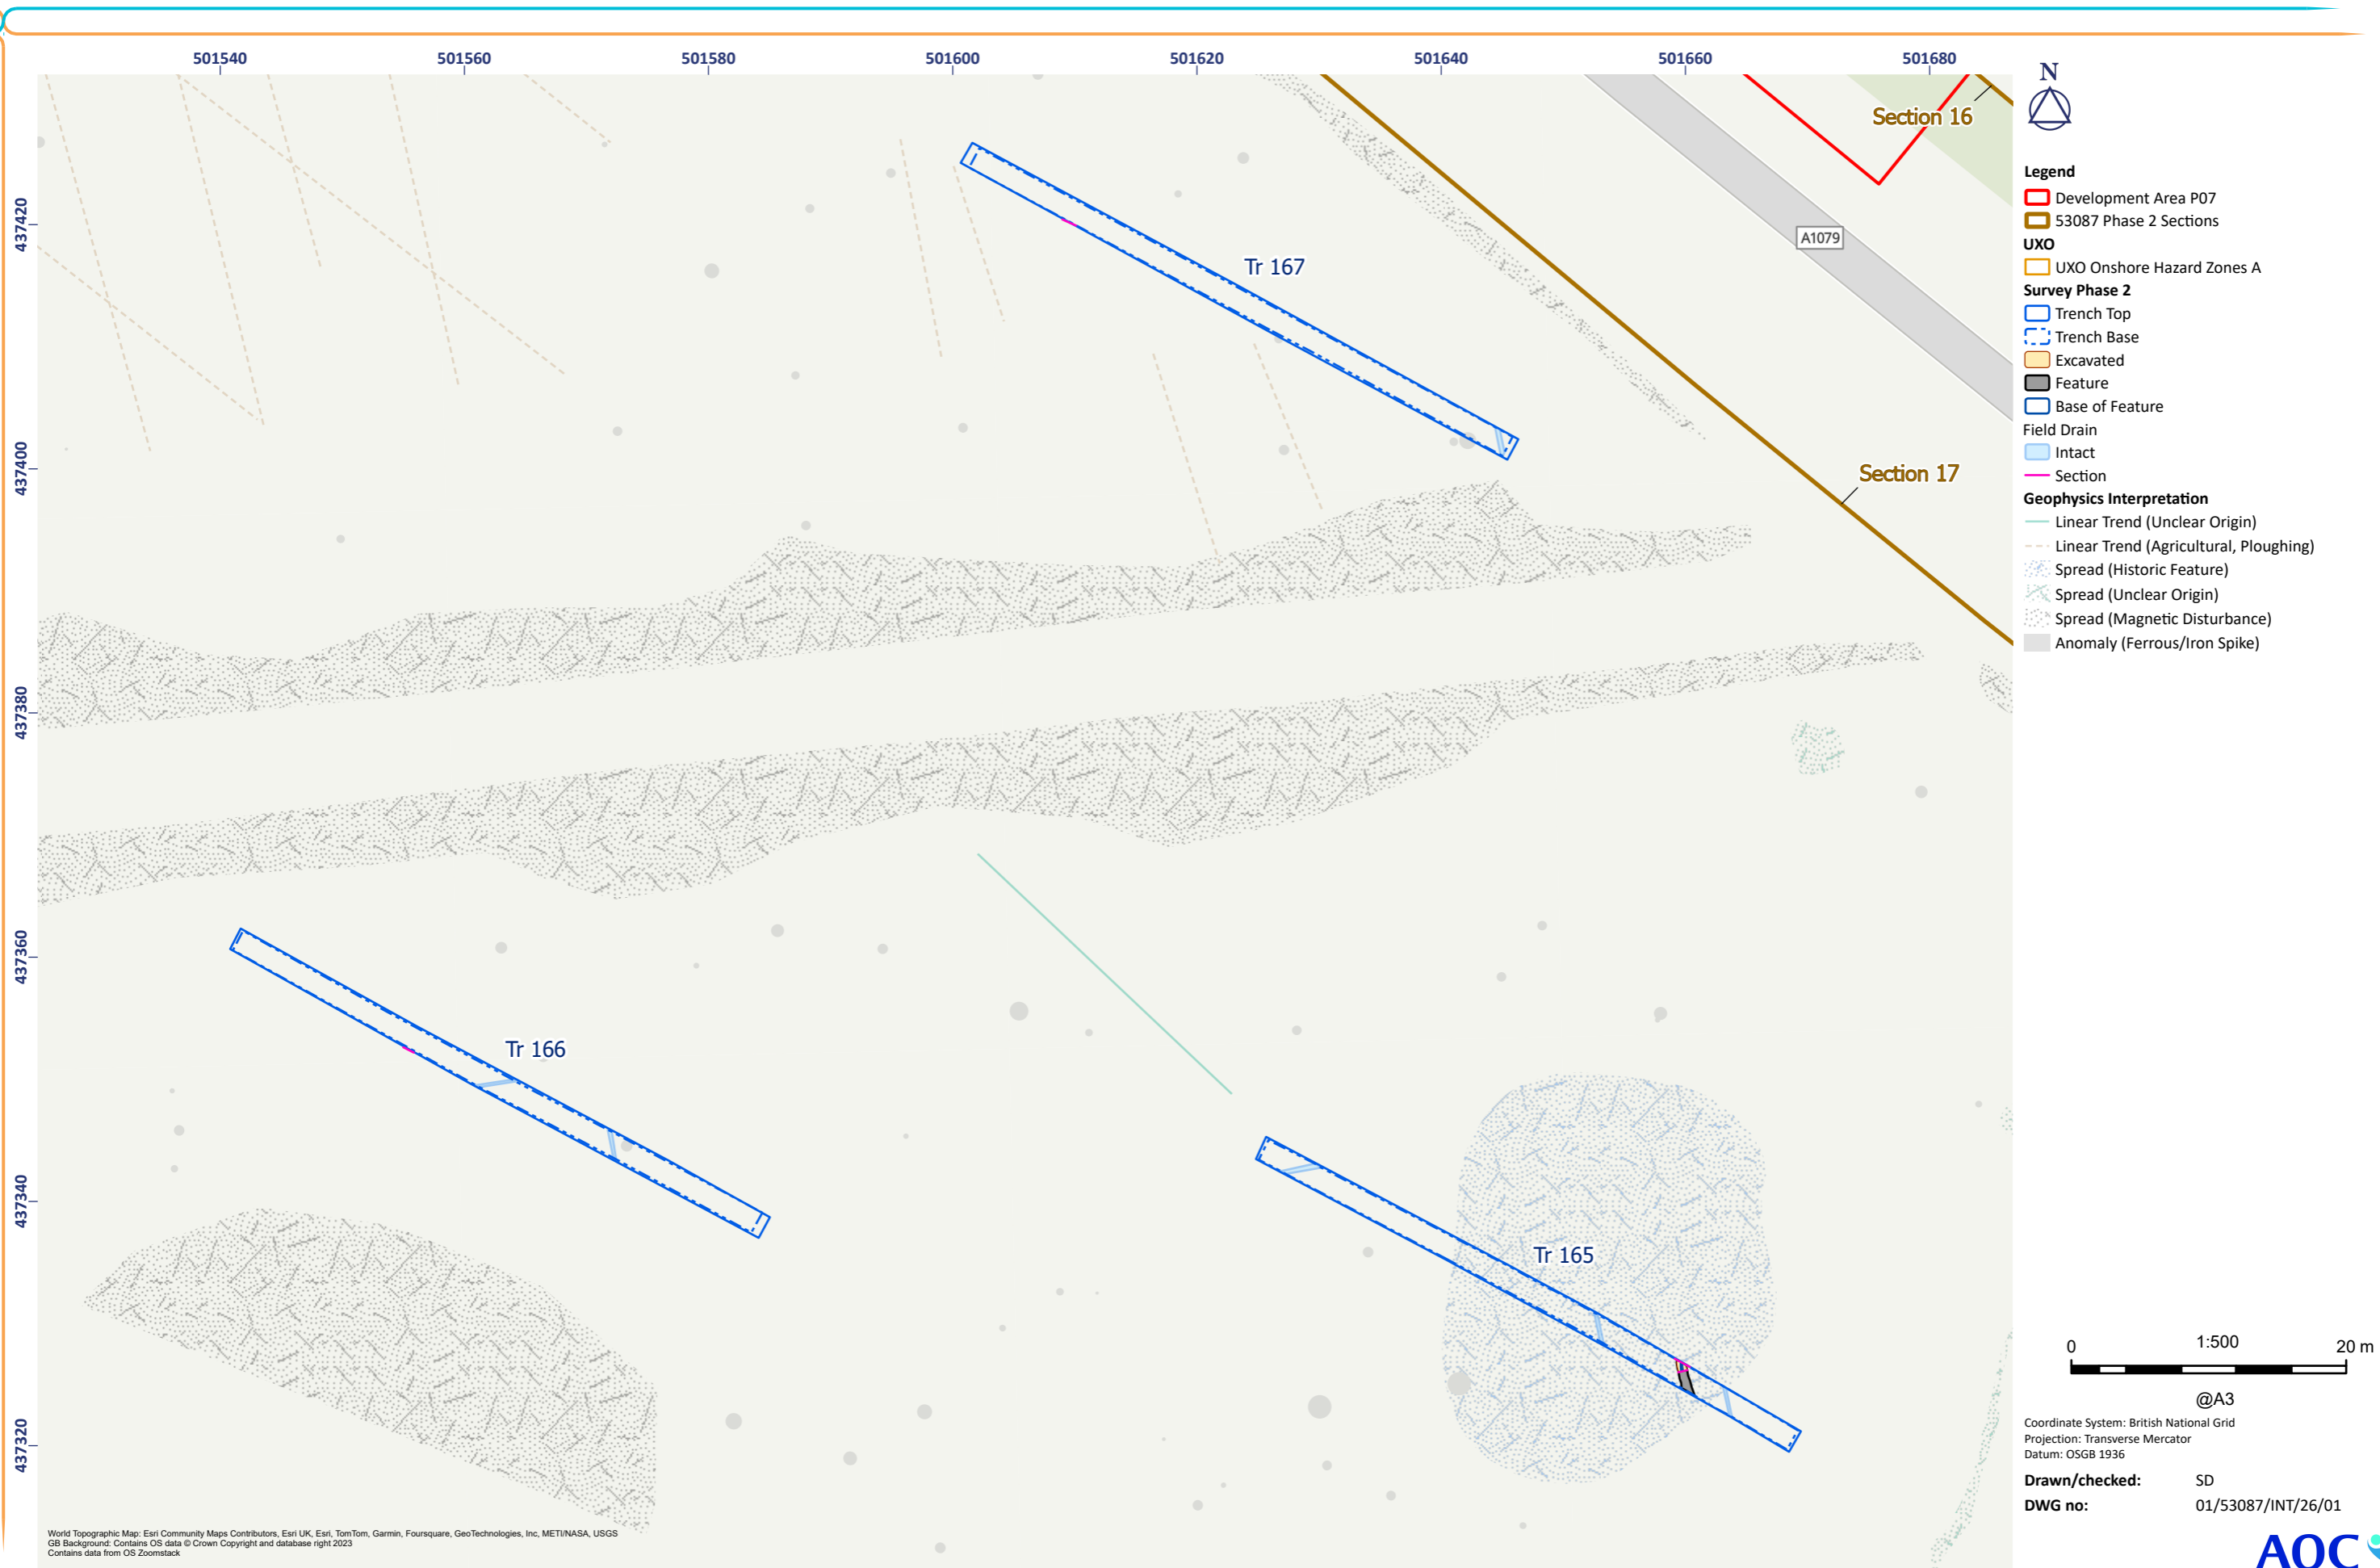 501540 501560 501580 501600 501620 501640 501660 501680
N
Section 16
437420
A1079
Tr 167
437400
Section 17
437380
437360
Tr 166
437340
Tr 165
437320
Legend
Development Area P07
53087 Phase 2 Sections
UXO
UXO Onshore Hazard Zones A
Survey Phase 2
Trench Top
Trench Base
Excavated
Feature
Base of Feature
Field Drain
Intact
Section
Geophysics Interpretation
Linear Trend (Unclear Origin)
Linear Trend (Agricultural, Ploughing)
Spread (Historic Feature)
Spread (Unclear Origin)
Spread (Magnetic Disturbance)
Anomaly (Ferrous/Iron Spike)
0 1:500 20 m
@A3
Coordinate System: British National Grid
Projection: Transverse Mercator
Datum: OSGB 1936
Drawn/checked: SD
DWG no: 01/53087/INT/26/01
AOC
World Topographic Map: Esri Community Maps Contributors, Esri UK, Esri, TomTom, Garmin, Foursquare, GeoTechnologies, Inc, METI/NASA, USGS
GB Background: Contains OS data © Crown Copyright and database right 2023
Contains data from OS Zoomstack